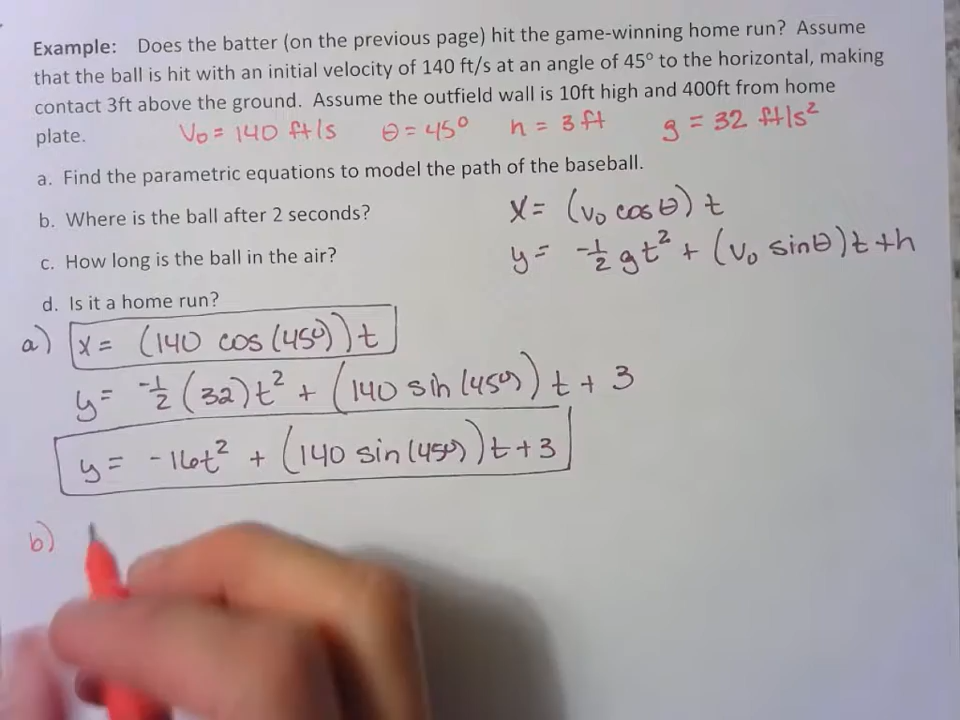 Example: Does the batter (on the previous page) hit the game-winning home run? Assume
that the ball is hit with an initial velocity of 140 ft/s at an angle of 45° to the horizontal, making
contact 3ft above the ground. Assume the outfield wall is 10ft high and 400ft from home
plate. V₀ = 140 ft/s θ = 45° h = 3 ft g = 32 ft/s²
a. Find the parametric equations to model the path of the baseball.
b. Where is the ball after 2 seconds? x = (v₀ cos θ) t
c. How long is the ball in the air? y = -1/2 gt² + (v₀ sinθ)t + h
d. Is it a home run?
a) x = (140 cos (45°)) t
y = -1/2 (32) t² + (140 sin (45°)) t + 3
y = -16t² + (140 sin (45°)) t + 3
b)